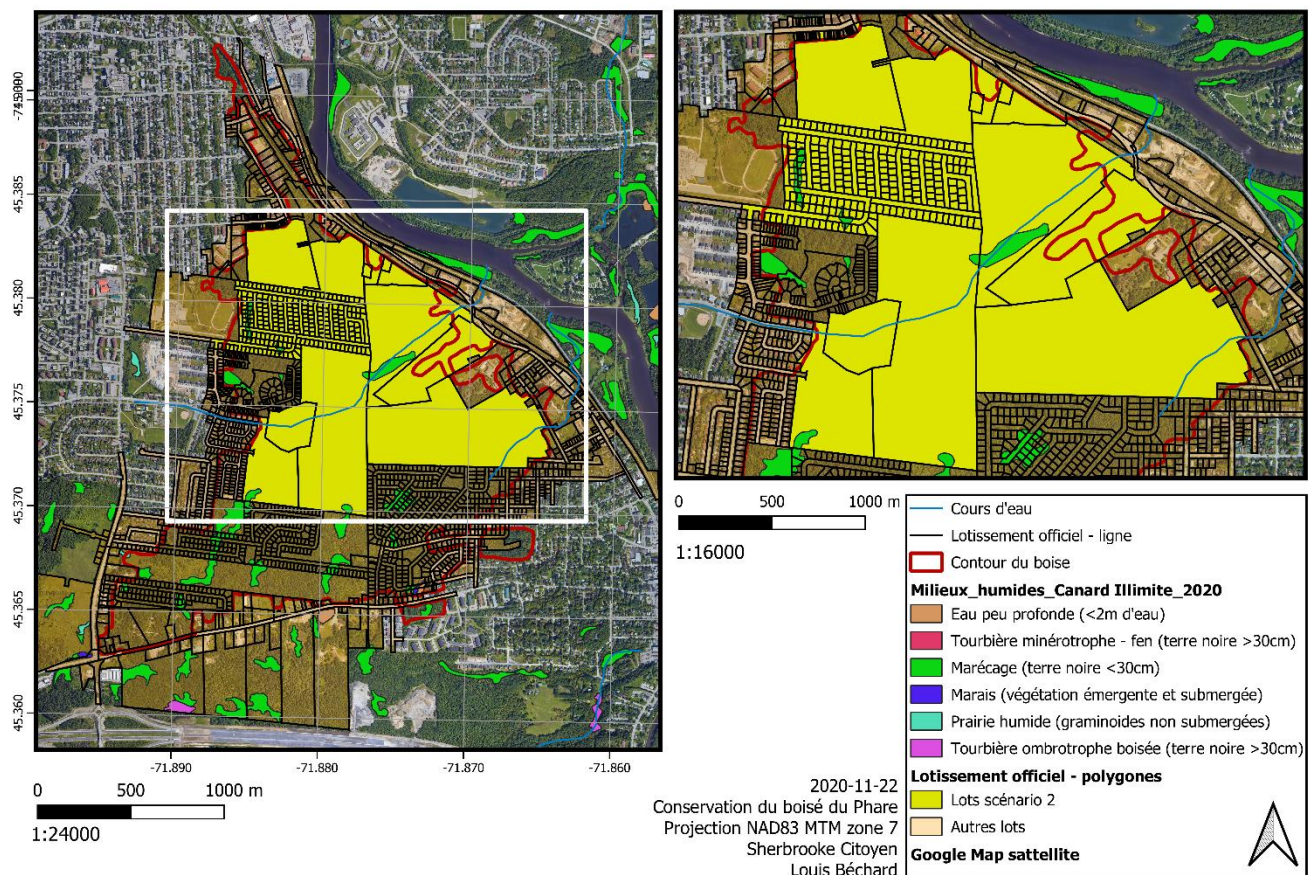 45.385
45.380
45.375
45.370
45.365
45.360
-71.890
-71.880
-71.870
-71.860
0
500
1000 m
1:24000
0
500
1000 m
1:16000
2020-11-22
Conservation du boisé du Phare
Projection NAD83 MTM zone 7
Sherbrooke Citoyen
Louis Béchard
Cours d'eau
Lotissement officiel - ligne
Contour du boise
Milieux_humides_Canard Illimite_2020
Eau peu profonde (<2m d'eau)
Tourbière minérotrophe - fen (terre noire >30cm)
Marécage (terre noire <30cm)
Marais (végétation émergente et submergée)
Prairie humide (graminoides non submergées)
Tourbière ombrotrophe boisée (terre noire >30cm)
Lotissement officiel - polygones
Lots scénario 2
Autres lots
Google Map sattellite